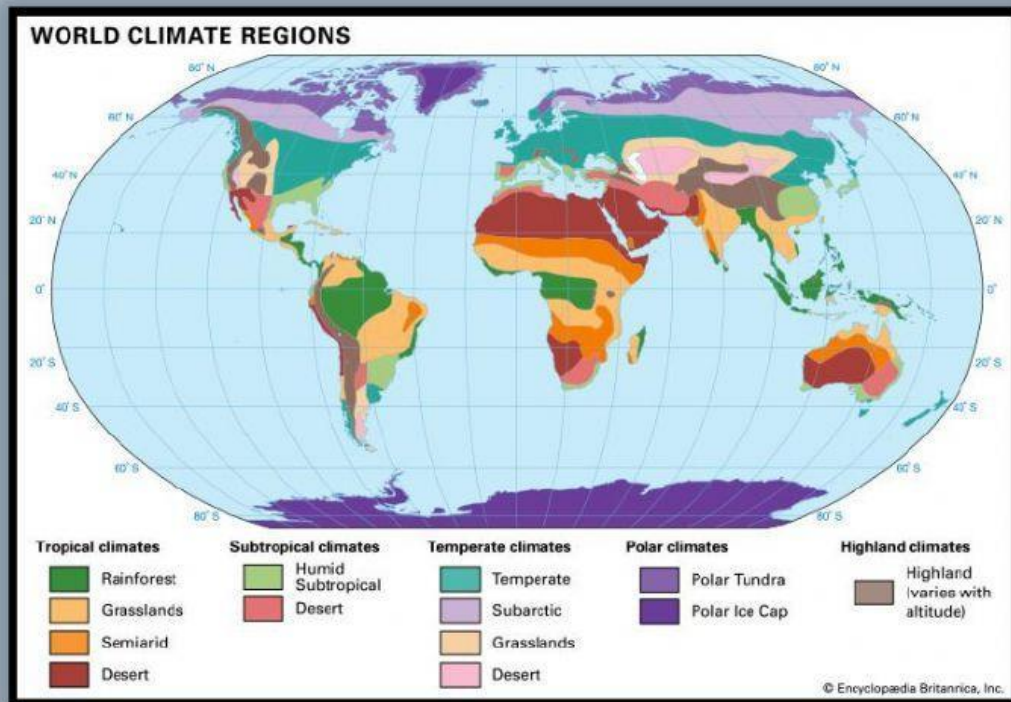 WORLD CLIMATE REGIONS
80° N
80° N
60° N
60° N
40° N
40° N
20° N
20° N
0°
0°
20° S
20° S
40° S
40° S
60° S
60° S
80° S
80° S
Tropical climates
Rainforest
Grasslands
Semiarid
Desert
Subtropical climates
Humid
Subtropical
Desert
Temperate climates
Temperate
Subarctic
Grasslands
Desert
Polar climates
Polar Tundra
Polar Ice Cap
Highland climates
Highland
(varies with
altitude)
© Encyclopædia Britannica, Inc.